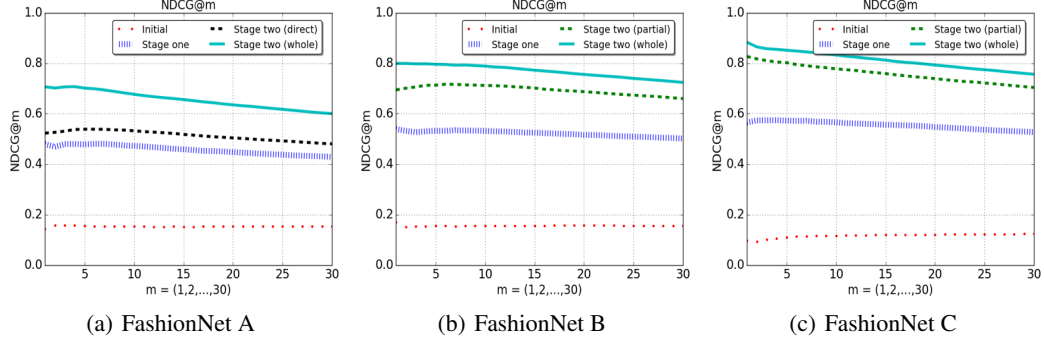 NDCG@m
Initial
Stage one
Stage two (direct)
Stage two (whole)
NDCG@m
1.0
0.8
0.6
0.4
0.2
0.0
5 10 15 20 25 30
m = (1,2,...,30)
(a) FashionNet A
NDCG@m
Initial
Stage one
Stage two (partial)
Stage two (whole)
NDCG@m
1.0
0.8
0.6
0.4
0.2
0.0
5 10 15 20 25 30
m = (1,2,...,30)
(b) FashionNet B
NDCG@m
Initial
Stage one
Stage two (partial)
Stage two (whole)
NDCG@m
1.0
0.8
0.6
0.4
0.2
0.0
5 10 15 20 25 30
m = (1,2,...,30)
(c) FashionNet C